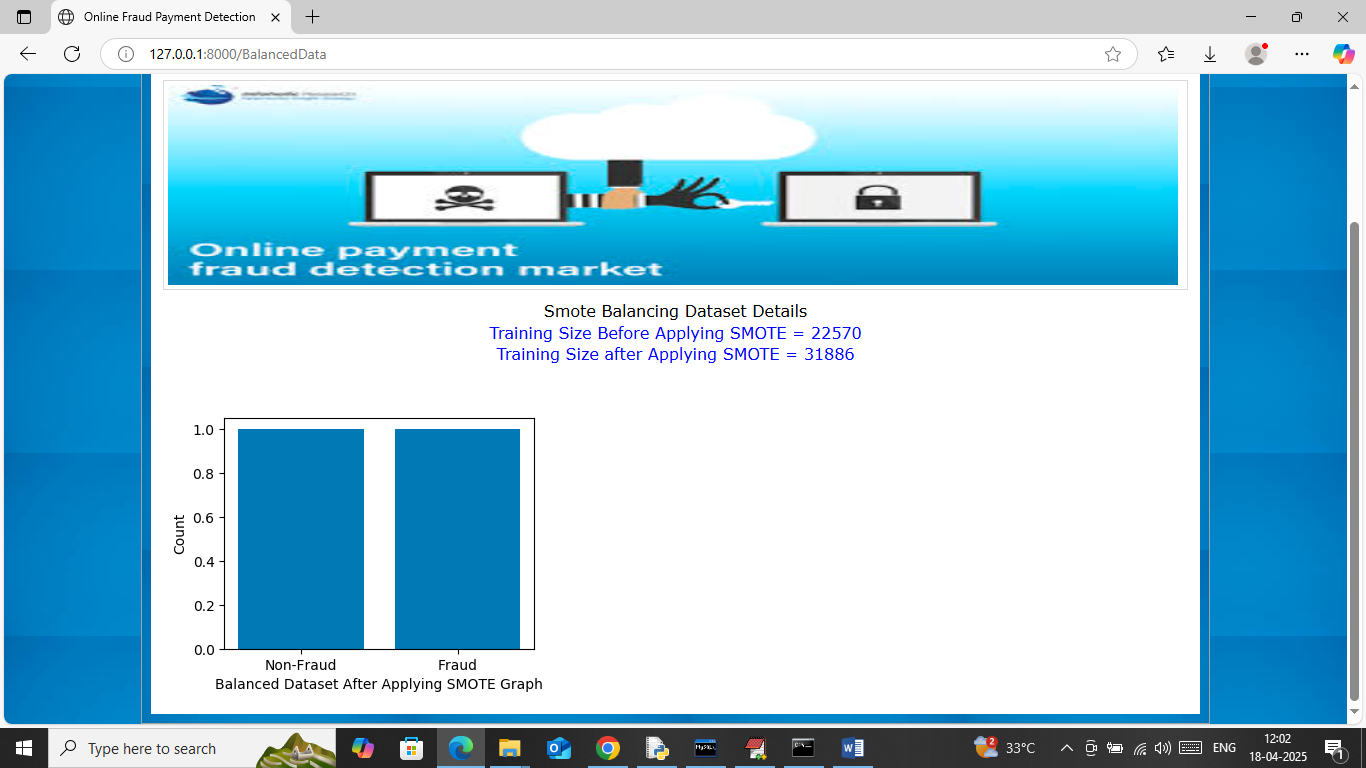 Online Fraud Payment Detection
127.0.0.1:8000/BalancedData
Online payment
fraud detection market
Smote Balancing Dataset Details
Training Size Before Applying SMOTE = 22570
Training Size after Applying SMOTE = 31886
1.0
0.8
0.6
0.4
0.2
0.0
Count
Non-Fraud Fraud
Balanced Dataset After Applying SMOTE Graph
Type here to search
2
33°C
ENG
12:02
18-04-2025
1